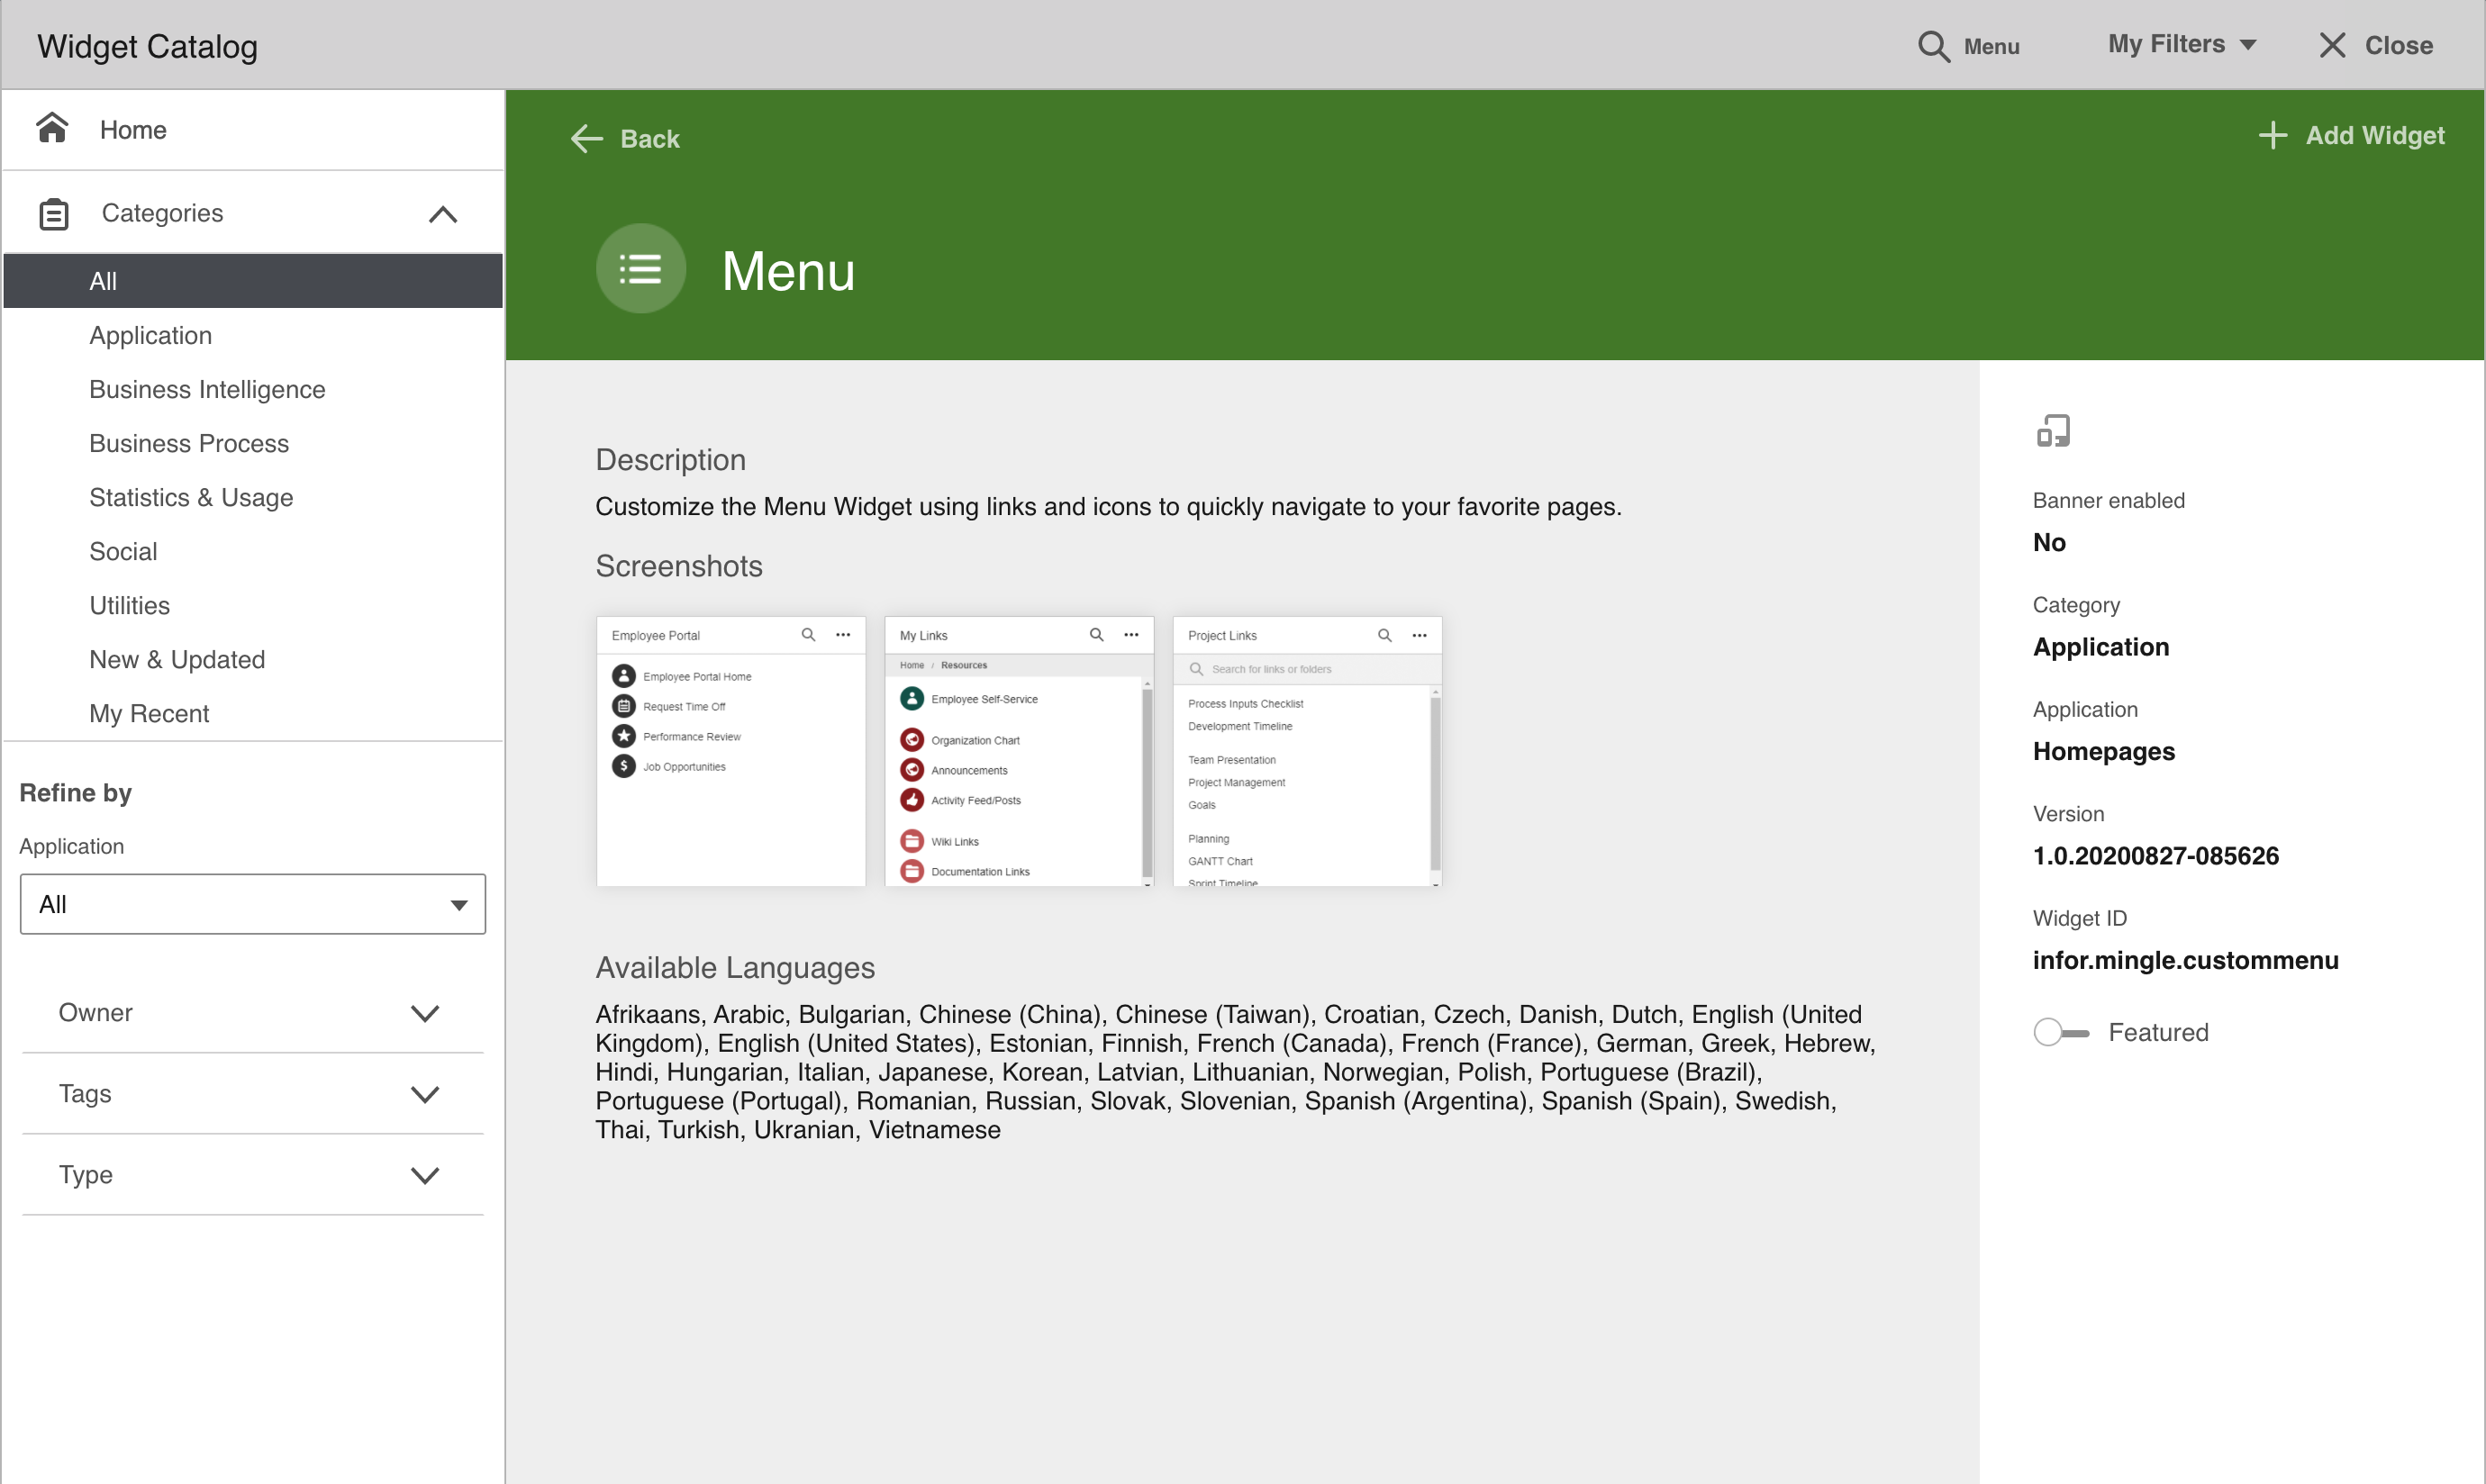 Widget Catalog
Menu
My Filters
Close
Home
Categories
All
Application
Business Intelligence
Business Process
Statistics & Usage
Social
Utilities
New & Updated
My Recent
Refine by
Application
All
Owner
Tags
Type
Back
Add Widget
Menu
Description
Customize the Menu Widget using links and icons to quickly navigate to your favorite pages.
Screenshots
Employee Portal
Employee Portal Home
Request Time Off
Performance Review
Job Opportunities
My Links
Home / Resources
Employee Self-Service
Organization Chart
Announcements
Activity Feed/Posts
Wiki Links
Documentation Links
Project Links
Search for links or folders
Process Inputs Checklist
Development Timeline
Team Presentation
Project Management
Goals
Planning
GANTT Chart
Sprint Timeline
Available Languages
Afrikaans, Arabic, Bulgarian, Chinese (China), Chinese (Taiwan), Croatian, Czech, Danish, Dutch, English (United
Kingdom), English (United States), Estonian, Finnish, French (Canada), French (France), German, Greek, Hebrew,
Hindi, Hungarian, Italian, Japanese, Korean, Latvian, Lithuanian, Norwegian, Polish, Portuguese (Brazil),
Portuguese (Portugal), Romanian, Russian, Slovak, Slovenian, Spanish (Argentina), Spanish (Spain), Swedish,
Thai, Turkish, Ukranian, Vietnamese
Banner enabled
No
Category
Application
Application
Homepages
Version
1.0.20200827-085626
Widget ID
infor.mingle.custommenu
Featured